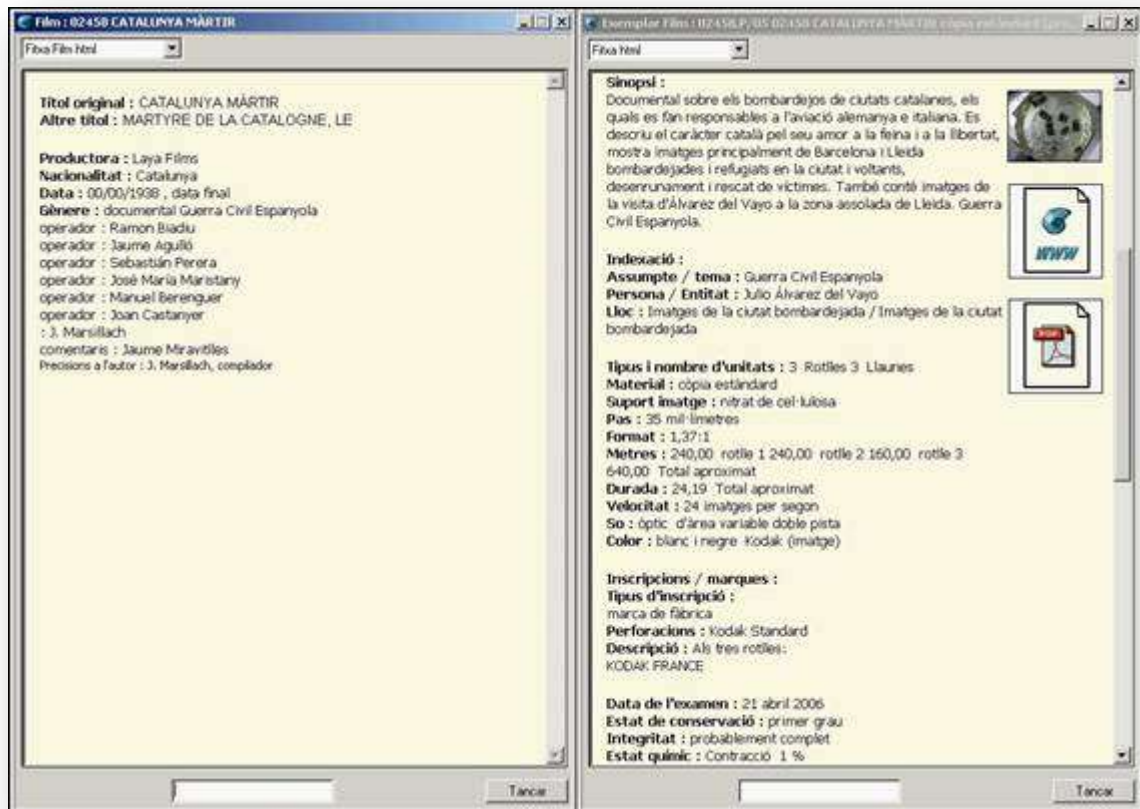 Film : 02458 CATALUNYA MÀRTIR
Fitxa Film html
Títol original : CATALUNYA MÀRTIR
Altre títol : MARTYRE DE LA CATALOGNE, LE
Productora : Laya Films
Nacionalitat : Catalunya
Data : 00/00/1938 , data final
Gènere : documental Guerra Civil Espanyola
operador : Ramon Biadiu
operador : Jaume Agulló
operador : Sebastián Perera
operador : José María Maristany
operador : Manuel Berenguer
operador : Joan Castanyer
: J. Marsillach
comentaris : Jaume Miravitlles
Precisions a l'autor : J. Marsillach, compilador
Tancar
Exemplar Film : 02458.P, 05 02458 CATALUNYA MÀRTIR còpia estàndard
Fitxa html
Sinopsi :
Documental sobre els bombardejos de ciutats catalanes, els
quals es fan responsables a l'aviació alemanya e italiana. Es
descriu el caràcter català pel seu amor a la feina i a la llibertat,
mostra imatges principalment de Barcelona i Lleida
bombardejades i refugiats en la ciutat i voltants,
desenrunament i rescat de víctimes. També conté imatges de
la visita d'Álvarez del Vayo a la zona assolada de Lleida. Guerra
Civil Espanyola.
Indexació :
Assumpte / tema : Guerra Civil Espanyola
Persona / Entitat : Julio Álvarez del Vayo
Lloc : Imatges de la ciutat bombardejada / Imatges de la ciutat
bombardejada
Tipus i nombre d'unitats : 3 Rotlles 3 Llaunes
Material : còpia estàndard
Suport imatge : nitrat de cel·lulosa
Pas : 35 mil·límetres
Format : 1,37:1
Metres : 240,00 rotlle 1 240,00 rotlle 2 160,00 rotlle 3
640,00 Total aproximat
Durada : 24,19 Total aproximat
Velocitat : 24 imatges per segon
So : òptic d'àrea variable doble pista
Color : blanc i negre Kodak (imatge)
Inscripcions / marques :
Tipus d'inscripció :
marca de fàbrica
Perforacions : Kodak Standard
Descripció : Als tres rotlles:
KODAK FRANCE
Data de l'examen : 21 abril 2006
Estat de conservació : primer grau
Integritat : probablement complet
Estat químic : Contracció 1 %
WWW
Tancar